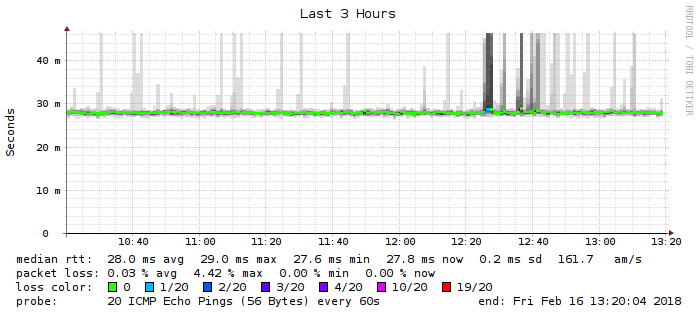 Last 3 Hours
RRDTOOL / TOBI OETIKER
Seconds
40 m
30 m
20 m
10 m
0
10:40 11:00 11:20 11:40 12:00 12:20 12:40 13:00 13:20
median rtt: 28.0 ms avg 29.0 ms max 27.6 ms min 27.8 ms now 0.2 ms sd 161.7 am/s
packet loss: 0.03 % avg 4.42 % max 0.00 % min 0.00 % now
loss color: 0 1/20 2/20 3/20 4/20 10/20 19/20
probe: 20 ICMP Echo Pings (56 Bytes) every 60s end: Fri Feb 16 13:20:04 2018